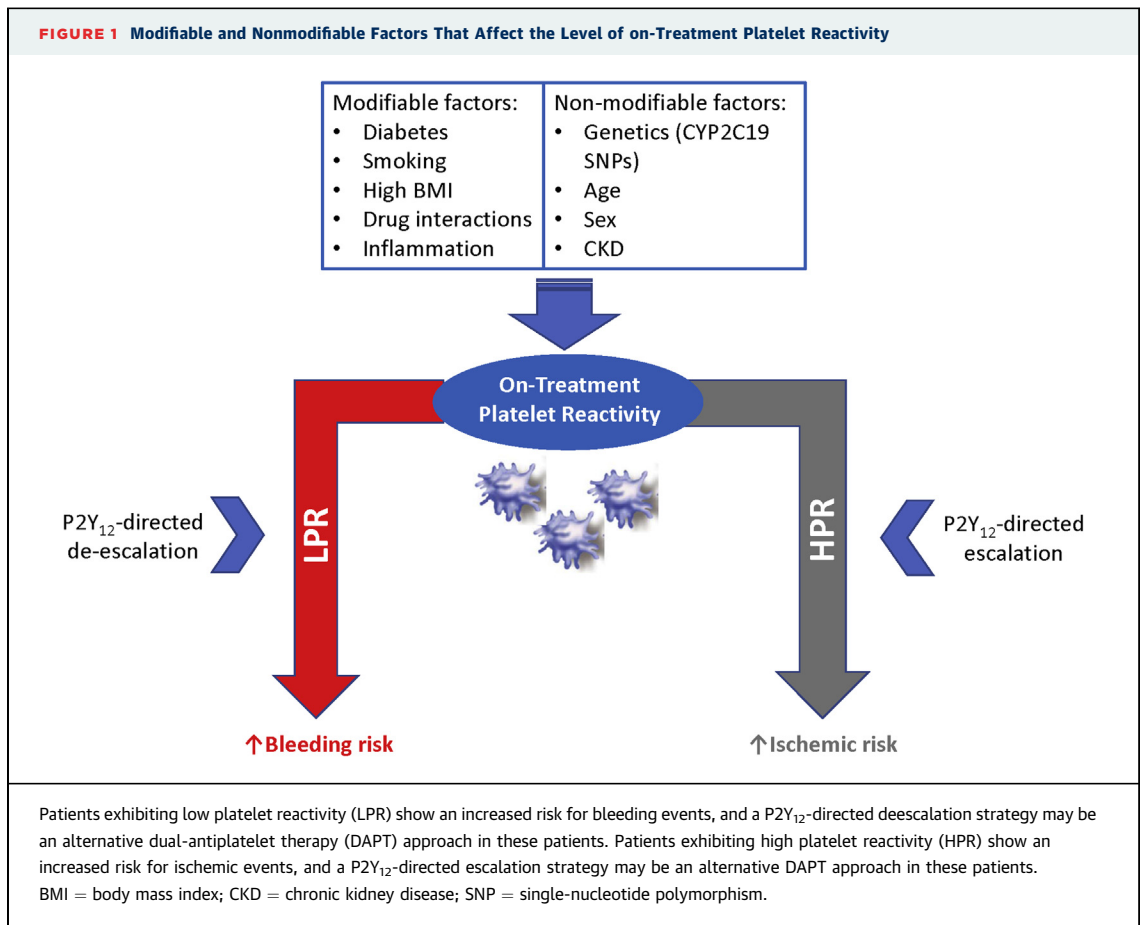 FIGURE 1 Modifiable and Nonmodifiable Factors That Affect the Level of on-Treatment Platelet Reactivity
Modifiable factors:
• Diabetes
• Smoking
• High BMI
• Drug interactions
• Inflammation
Non-modifiable factors:
• Genetics (CYP2C19
SNPs)
• Age
• Sex
• CKD
On-Treatment
Platelet Reactivity
P2Y₁₂-directed
de-escalation
LPR
HPR
P2Y₁₂-directed
escalation
↑Bleeding risk
↑Ischemic risk
Patients exhibiting low platelet reactivity (LPR) show an increased risk for bleeding events, and a P2Y₁₂-directed deescalation strategy may be
an alternative dual-antiplatelet therapy (DAPT) approach in these patients. Patients exhibiting high platelet reactivity (HPR) show an
increased risk for ischemic events, and a P2Y₁₂-directed escalation strategy may be an alternative DAPT approach in these patients.
BMI = body mass index; CKD = chronic kidney disease; SNP = single-nucleotide polymorphism.